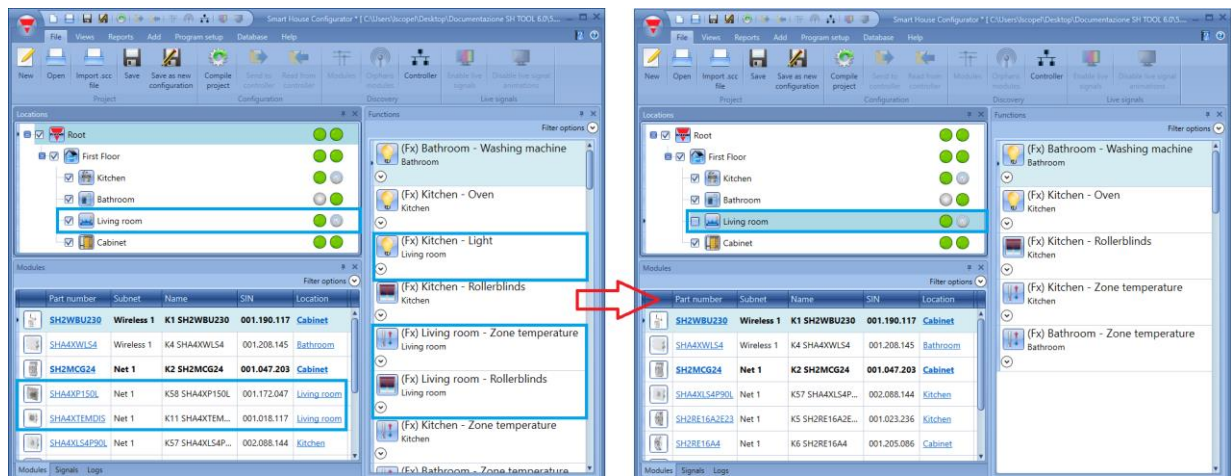 Smart House Configurator * | C:\Users\lscopel\Desktop\Documentazione SH TOOL 6.0\S...
File Views Reports Add Program setup Database Help
New Open Import .scc file Save Save as new configuration Compile project Send to controller Read from controller Modules Orphans modules Controller Enable live signals Disable live signal animations
Project Configuration Discovery Live signals
Locations
Root
First Floor
Kitchen
Bathroom
Living room
Cabinet
Modules
Filter options
Part number Subnet Name SIN Location
SH2WBU230 Wireless 1 K1 SH2WBU230 001.190.117 Cabinet
SHA4XWLS4 Wireless 1 K4 SHA4XWLS4 001.208.145 Bathroom
SH2MCG24 Net 1 K2 SH2MCG24 001.047.203 Cabinet
SHA4XP150L Net 1 K58 SHA4XP150L 001.172.047 Living room
SHA4XTEMDIS Net 1 K11 SHA4XTEM... 001.018.117 Living room
SHA4XLS4P90L Net 1 K57 SHA4XLS4P... 002.088.144 Kitchen
Modules Signals Logs
Functions
Filter options
(Fx) Bathroom - Washing machine
Bathroom
(Fx) Kitchen - Oven
Kitchen
(Fx) Kitchen - Light
Living room
(Fx) Kitchen - Rollerblinds
Kitchen
(Fx) Living room - Zone temperature
Living room
(Fx) Living room - Rollerblinds
Living room
(Fx) Kitchen - Zone temperature
Kitchen
(Fx) Bathroom - Zone temperature
Smart House Configurator * | C:\Users\lscopel\Desktop\Documentazione SH TOOL 6.0\S...
File Views Reports Add Program setup Database Help
New Open Import .scc file Save Save as new configuration Compile project Send to controller Read from controller Modules Orphans modules Controller Enable live signals Disable live signal animations
Project Configuration Discovery Live signals
Locations
Root
First Floor
Kitchen
Bathroom
Living room
Cabinet
Modules
Filter options
Part number Subnet Name SIN Location
SH2WBU230 Wireless 1 K1 SH2WBU230 001.190.117 Cabinet
SHA4XWLS4 Wireless 1 K4 SHA4XWLS4 001.208.145 Bathroom
SH2MCG24 Net 1 K2 SH2MCG24 001.047.203 Cabinet
SHA4XLS4P90L Net 1 K57 SHA4XLS4P... 002.088.144 Kitchen
SH2RE16A2E23 Net 1 K5 SH2RE16A2E... 001.023.236 Kitchen
SH2RE16A4 Net 1 K6 SH2RE16A4 001.205.086 Cabinet
Modules Signals Logs
Functions
Filter options
(Fx) Bathroom - Washing machine
Bathroom
(Fx) Kitchen - Oven
Kitchen
(Fx) Kitchen - Rollerblinds
Kitchen
(Fx) Kitchen - Zone temperature
Kitchen
(Fx) Bathroom - Zone temperature
Bathroom